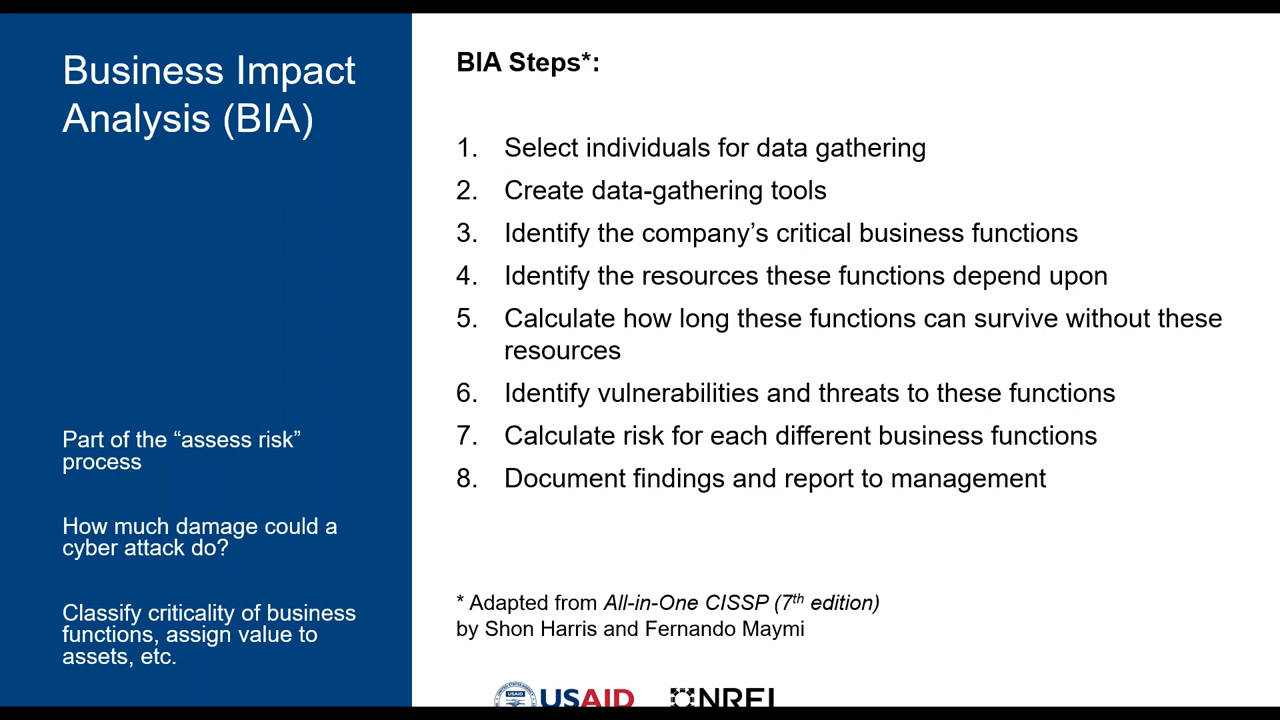 Business Impact
Analysis (BIA)
Part of the “assess risk”
process
How much damage could a
cyber attack do?
Classify criticality of business
functions, assign value to
assets, etc.
BIA Steps*:
1. Select individuals for data gathering
2. Create data-gathering tools
3. Identify the company’s critical business functions
4. Identify the resources these functions depend upon
5. Calculate how long these functions can survive without these
resources
6. Identify vulnerabilities and threats to these functions
7. Calculate risk for each different business functions
8. Document findings and report to management
* Adapted from All-in-One CISSP (7th edition)
by Shon Harris and Fernando Maymi
USAID NREL